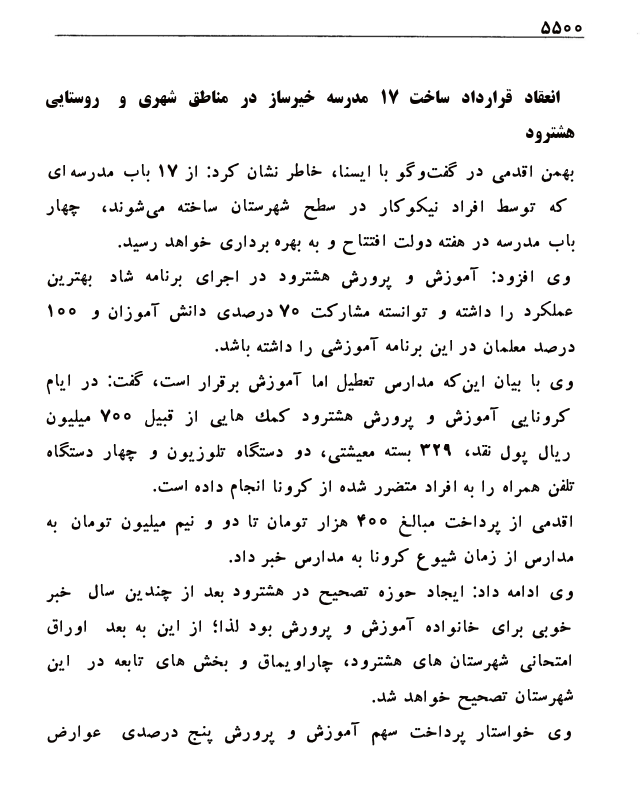 ۵۵۰۰
انعقاد قرارداد ساخت ۱۷ مدرسه خیرساز در مناطق شهری و روستایی
هشترود
بهمن اقدمی در گفت‌وگو با ایسنا، خاطر نشان کرد: از ۱۷ باب مدرسه ای
که توسط افراد نیکوکار در سطح شهرستان ساخته می‌شوند، چهار
باب مدرسه در هفته دولت افتتاح و به بهره برداری خواهد رسید.
وی افزود: آموزش و پرورش هشترود در اجرای برنامه شاد بهترین
عملکرد را داشته و توانسته مشارکت ۷۰ درصدی دانش آموزان و ۱۰۰
درصد معلمان در این برنامه آموزشی را داشته باشد.
وی با بیان این‌که مدارس تعطیل اما آموزش برقرار است، گفت: در ایام
کرونایی آموزش و پرورش هشترود کمك هایی از قبیل ۷۰۰ میلیون
ریال پول نقد، ۳۲۹ بسته معیشتی، دو دستگاه تلوزیون و چهار دستگاه
تلفن همراه را به افراد متضرر شده از کرونا انجام داده است.
اقدمی از پرداخت مبالغ ۴۰۰ هزار تومان تا دو و نیم میلیون تومان به
مدارس از زمان شیوع کرونا به مدارس خبر داد.
وی ادامه داد: ایجاد حوزه تصحیح در هشترود بعد از چندین سال خبر
خوبی برای خانواده آموزش و پرورش بود لذا؛ از این به بعد اوراق
امتحانی شهرستان های هشترود، چاراویماق و بخش های تابعه در این
شهرستان تصحیح خواهد شد.
وی خواستار پرداخت سهم آموزش و پرورش پنج درصدی عوارض